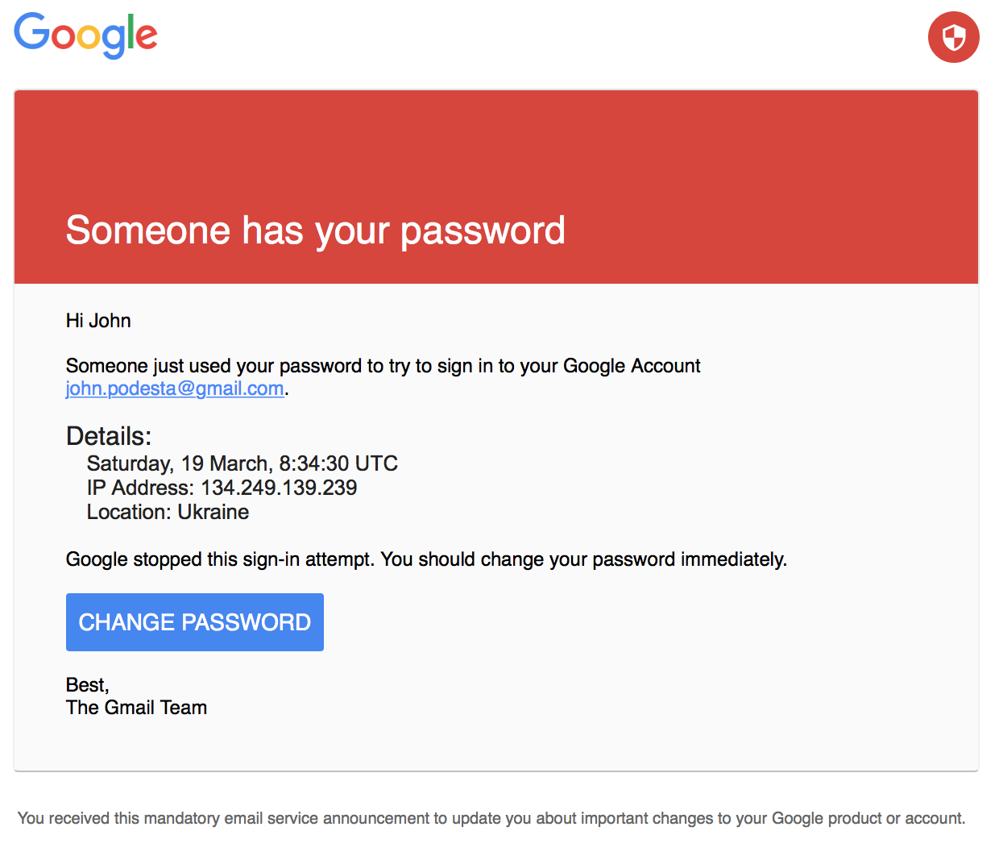 Google
Someone has your password
Hi John
Someone just used your password to try to sign in to your Google Account
john.podesta@gmail.com.
Details:
Saturday, 19 March, 8:34:30 UTC
IP Address: 134.249.139.239
Location: Ukraine
Google stopped this sign-in attempt. You should change your password immediately.
CHANGE PASSWORD
Best,
The Gmail Team
You received this mandatory email service announcement to update you about important changes to your Google product or account.